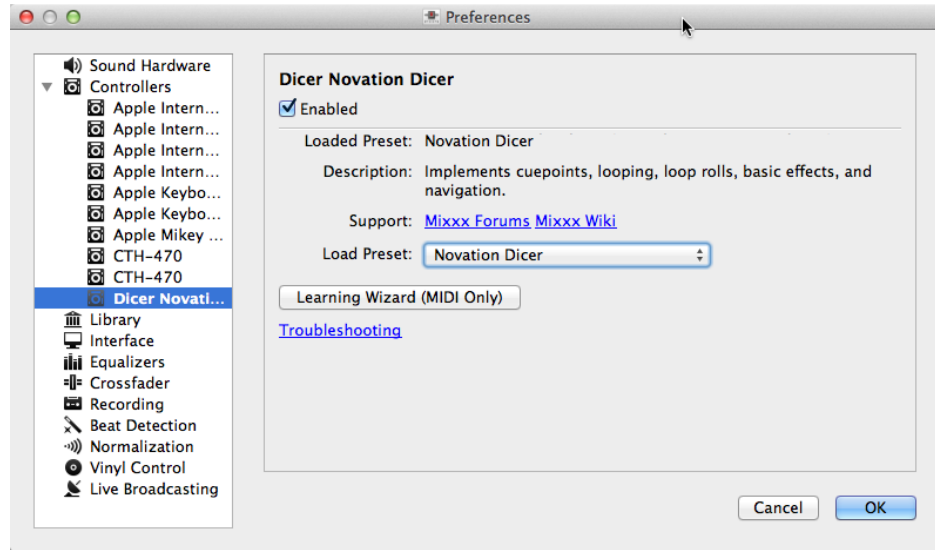 Preferences
Sound Hardware
Controllers
Apple Intern...
Apple Intern...
Apple Intern...
Apple Intern...
Apple Keybo...
Apple Keybo...
Apple Mikey ...
CTH-470
CTH-470
Dicer Novati...
Library
Interface
Equalizers
Crossfader
Recording
Beat Detection
Normalization
Vinyl Control
Live Broadcasting
Dicer Novation Dicer
Enabled
Loaded Preset: Novation Dicer
Description: Implements cuepoints, looping, loop rolls, basic effects, and
navigation.
Support: Mixxx Forums Mixxx Wiki
Load Preset: Novation Dicer
Learning Wizard (MIDI Only)
Troubleshooting
Cancel OK